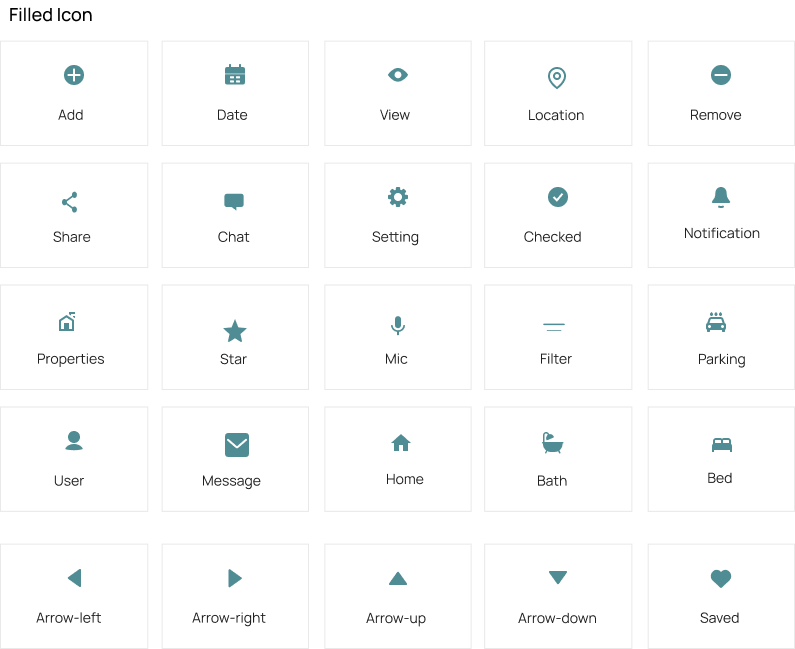 Filled Icon
Add
Date
View
Location
Remove
Share
Chat
Setting
Checked
Notification
Properties
Star
Mic
Filter
Parking
User
Message
Home
Bath
Bed
Arrow-left
Arrow-right
Arrow-up
Arrow-down
Saved